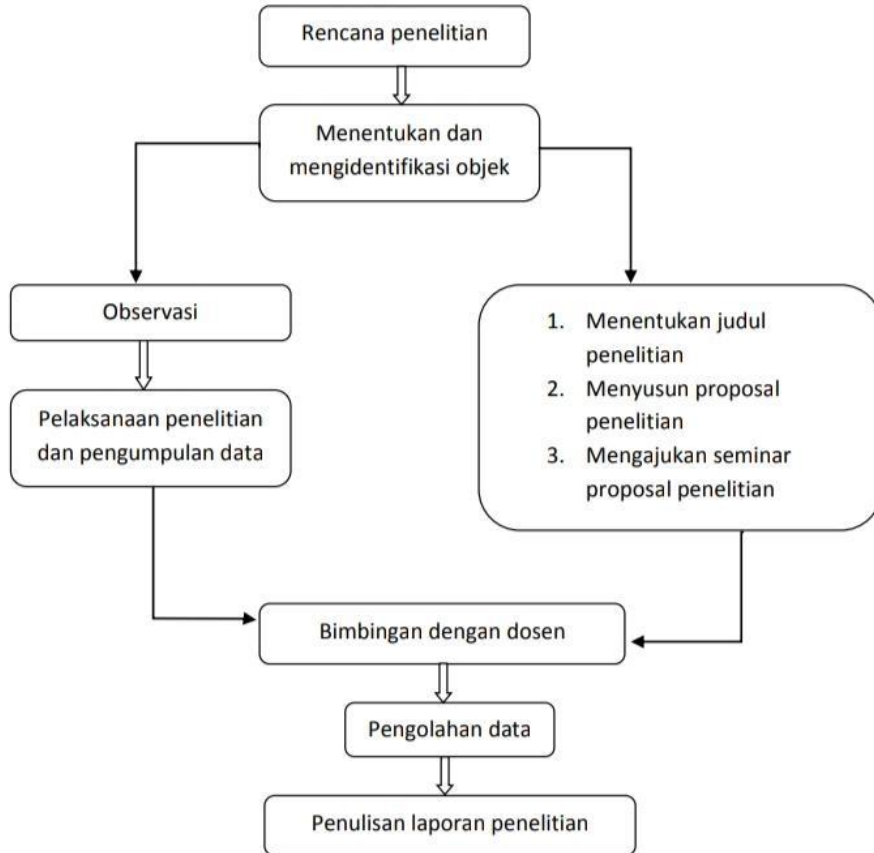 Rencana penelitian
Menentukan dan
mengidentifikasi objek
Observasi
Pelaksanaan penelitian
dan pengumpulan data
1. Menentukan judul
penelitian
2. Menyusun proposal
penelitian
3. Mengajukan seminar
proposal penelitian
Bimbingan dengan dosen
Pengolahan data
Penulisan laporan penelitian